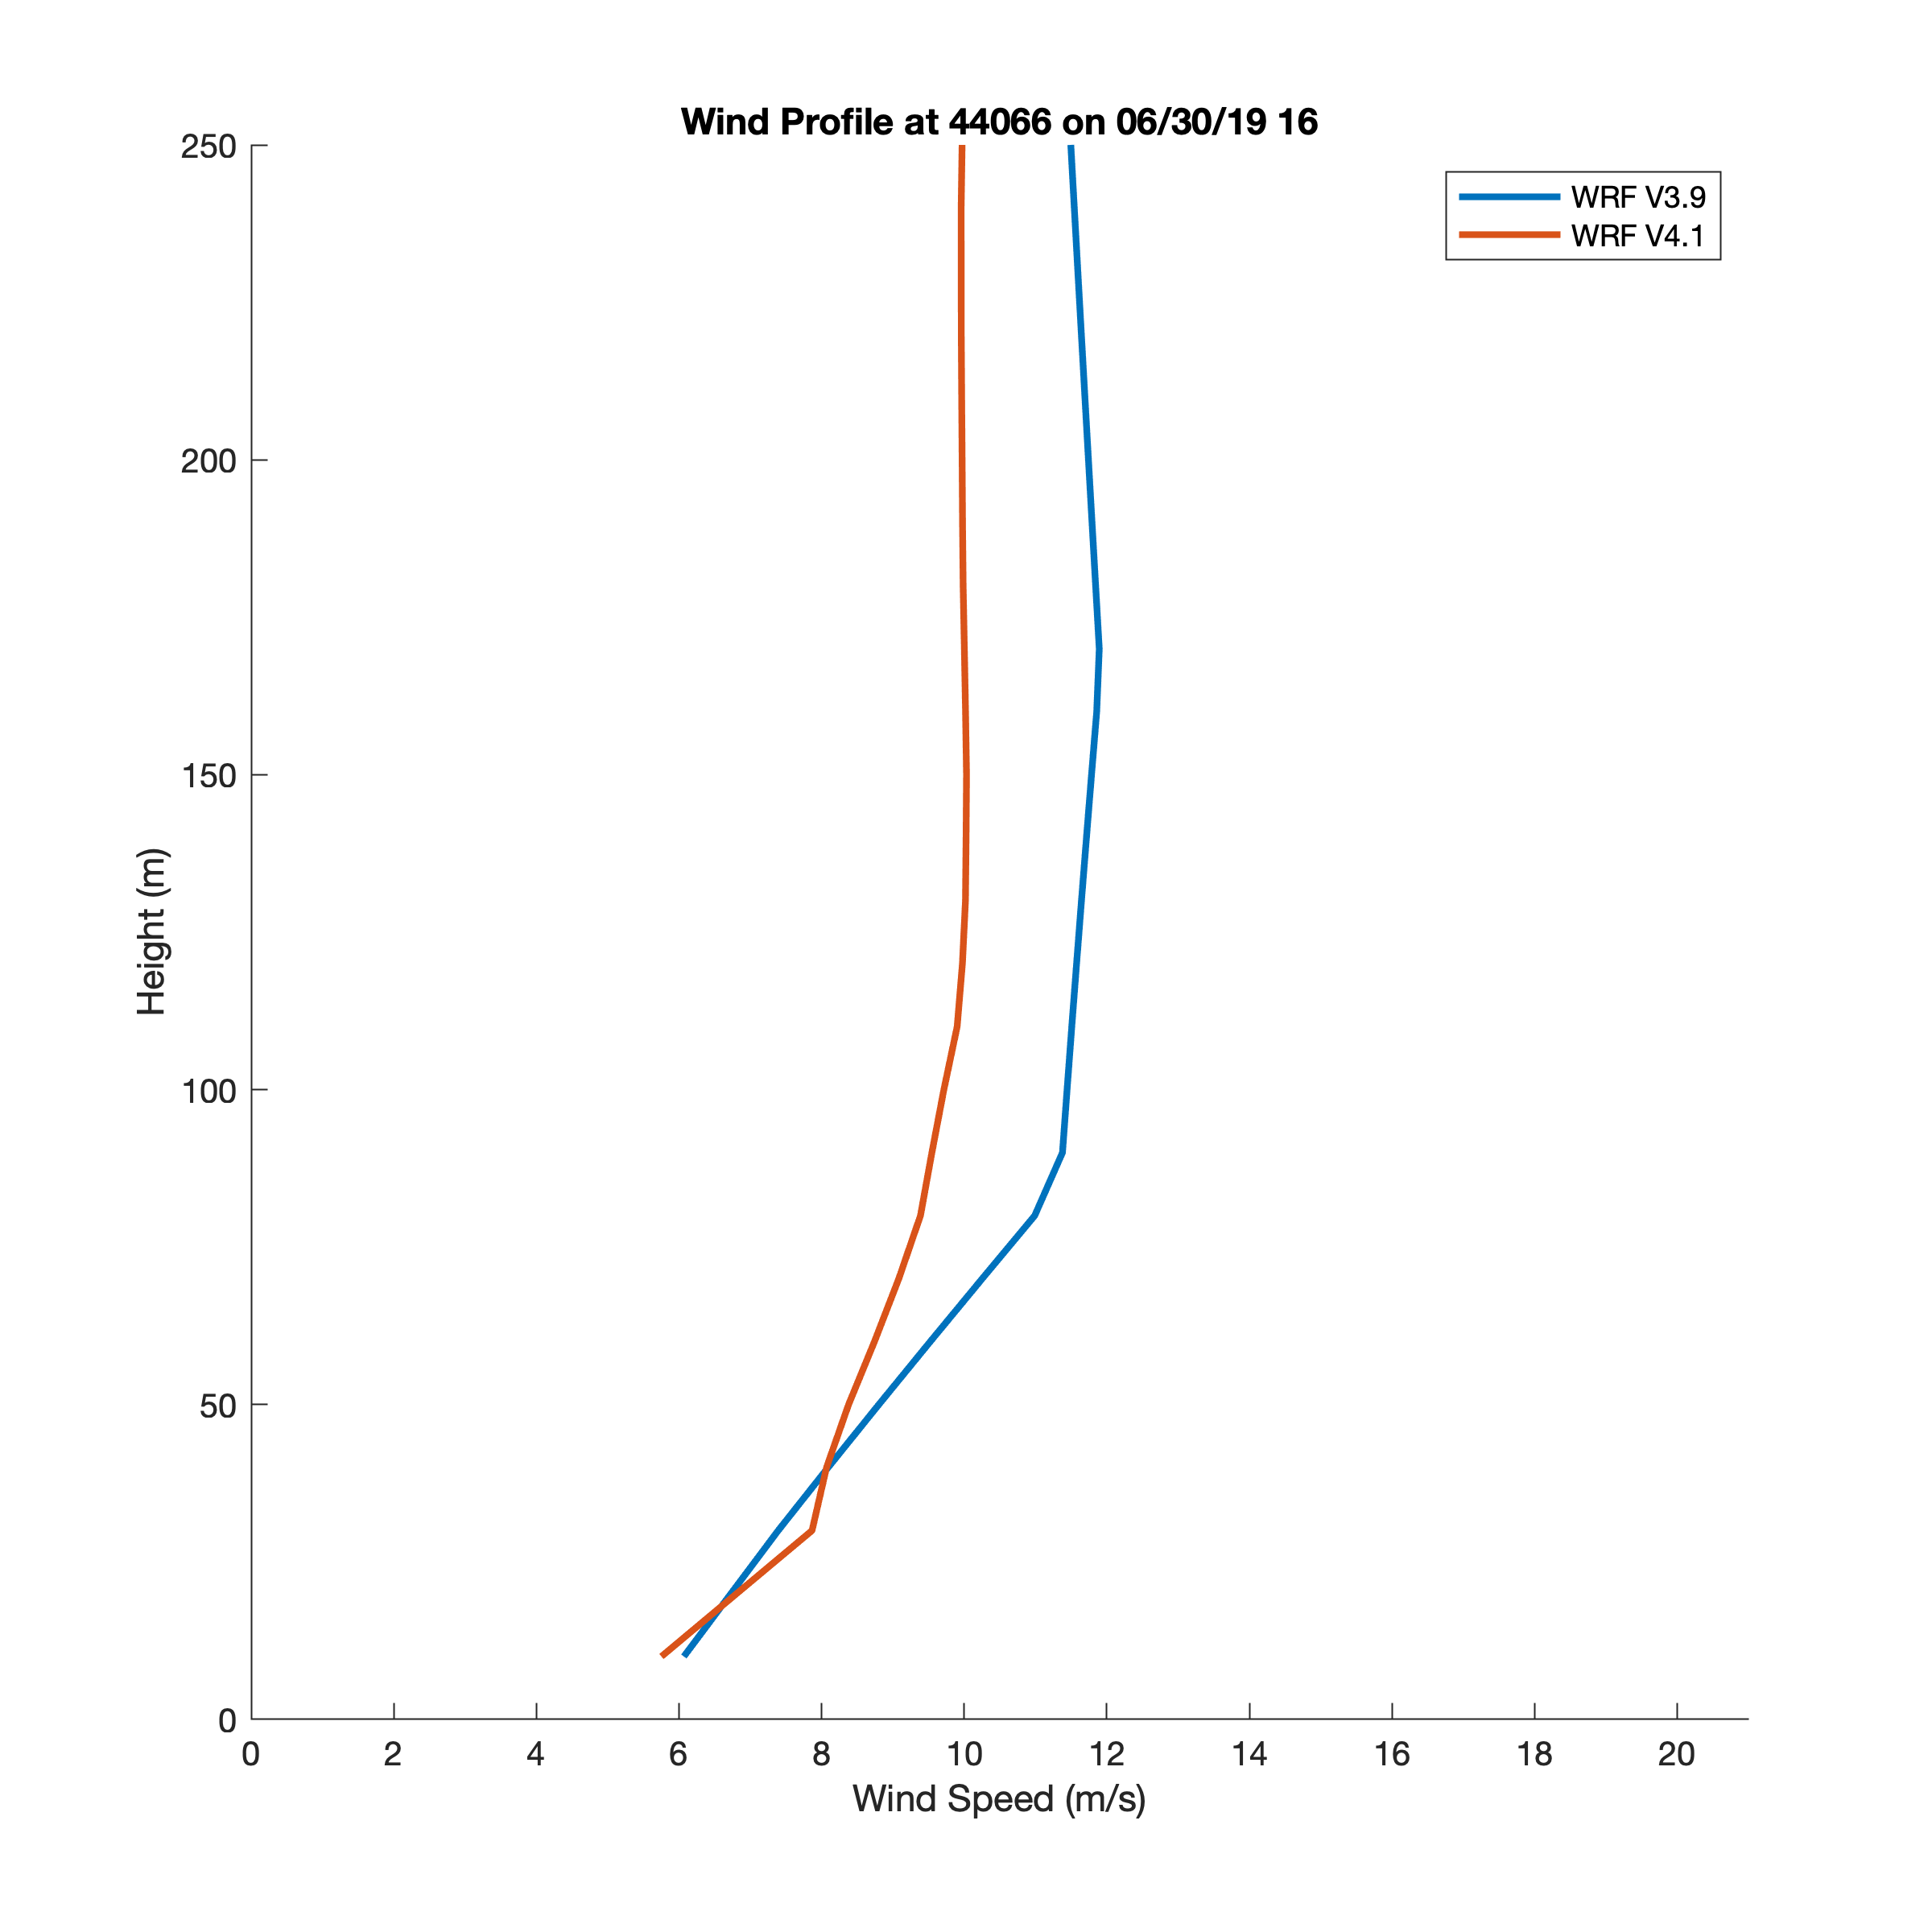 Wind Profile at 44066 on 06/30/19 16
WRF V3.9
WRF V4.1
250
200
150
100
50
0
Height (m)
0 2 4 6 8 10 12 14 16 18 20
Wind Speed (m/s)